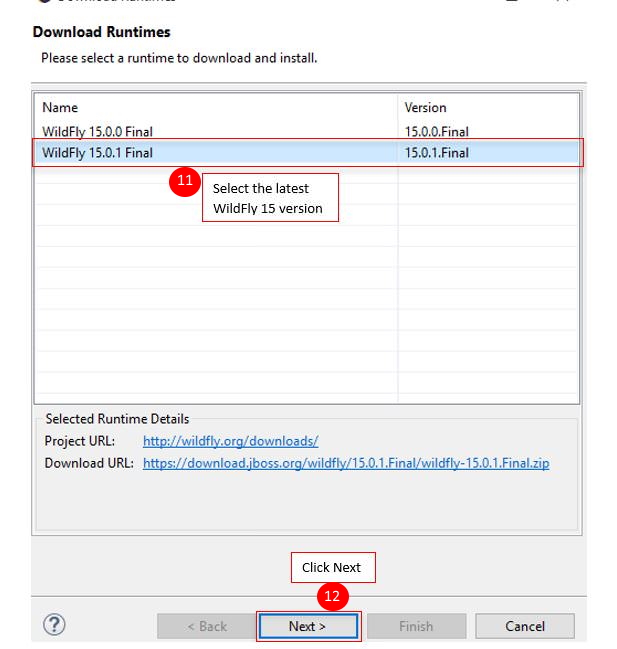 Download Runtimes
Please select a runtime to download and install.
Name Version
WildFly 15.0.0 Final 15.0.0.Final
WildFly 15.0.1 Final 15.0.1.Final
11
Select the latest
WildFly 15 version
Selected Runtime Details
Project URL: http://wildfly.org/downloads/
Download URL: https://download.jboss.org/wildfly/15.0.1.Final/wildfly-15.0.1.Final.zip
Click Next
12
? < Back Next > Finish Cancel